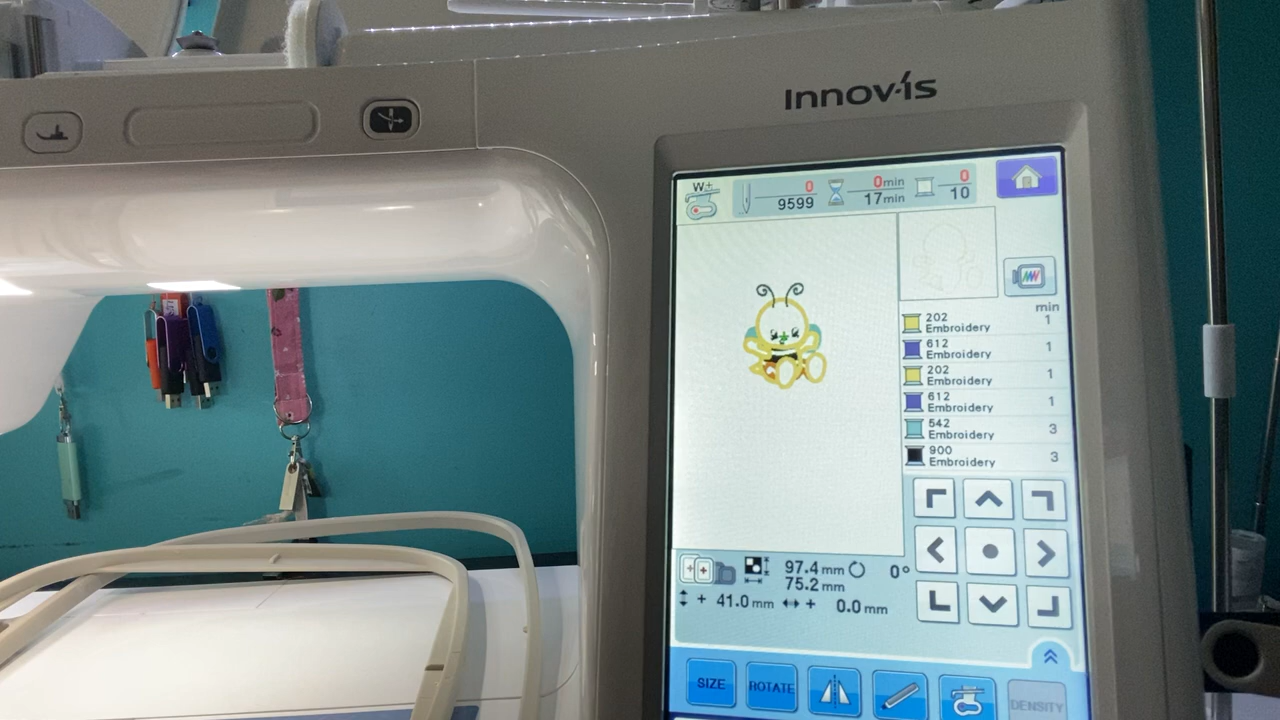 Innov-ís
W+
0
9599
0min
17min
0
10
min
202
Embroidery
1
612
Embroidery
1
202
Embroidery
1
612
Embroidery
1
542
Embroidery
3
900
Embroidery
3
97.4 mm
0°
75.2 mm
+ 41.0 mm
+ 0.0 mm
SIZE
ROTATE
DENSITY